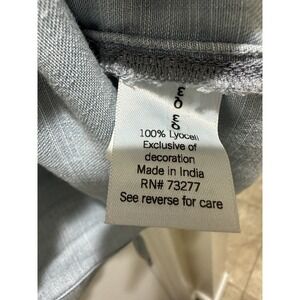 100% Lyocell
Exclusive of
decoration
Made in India
RN# 73277
See reverse for care